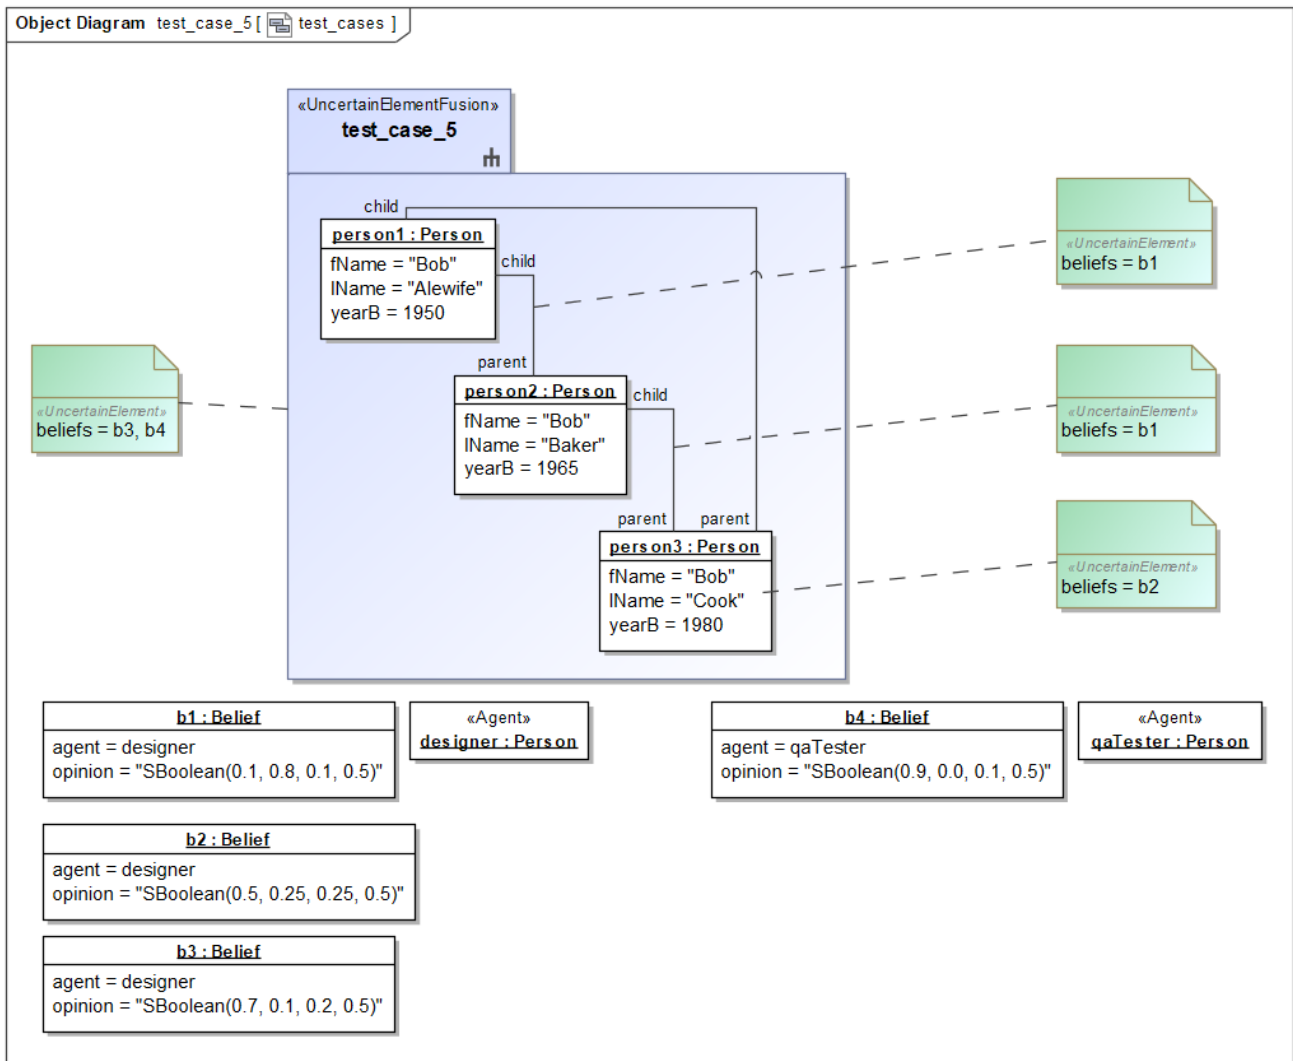 Object Diagram test_case_5 [ test_cases ]
«UncertainElementFusion»
test_case_5
child
person1 : Person
fName = "Bob"
lName = "Alewife"
yearB = 1950
child
parent
person2 : Person
fName = "Bob"
lName = "Baker"
yearB = 1965
child
parent
parent
person3 : Person
fName = "Bob"
lName = "Cook"
yearB = 1980
«UncertainElement»
beliefs = b3, b4
«UncertainElement»
beliefs = b1
«UncertainElement»
beliefs = b1
«UncertainElement»
beliefs = b2
b1 : Belief
agent = designer
opinion = "SBoolean(0.1, 0.8, 0.1, 0.5)"
«Agent»
designer : Person
b4 : Belief
agent = qaTester
opinion = "SBoolean(0.9, 0.0, 0.1, 0.5)"
«Agent»
qaTester : Person
b2 : Belief
agent = designer
opinion = "SBoolean(0.5, 0.25, 0.25, 0.5)"
b3 : Belief
agent = designer
opinion = "SBoolean(0.7, 0.1, 0.2, 0.5)"